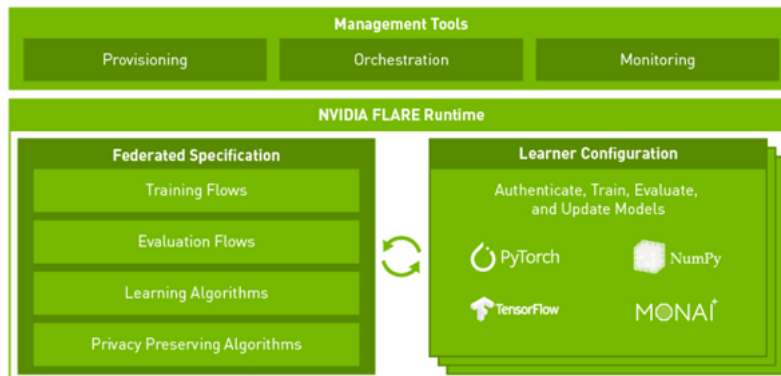 Management Tools
Provisioning
Orchestration
Monitoring
NVIDIA FLARE Runtime
Federated Specification
Training Flows
Evaluation Flows
Learning Algorithms
Privacy Preserving Algorithms
Learner Configuration
Authenticate, Train, Evaluate,
and Update Models
PyTorch
NumPy
TensorFlow
MONAI